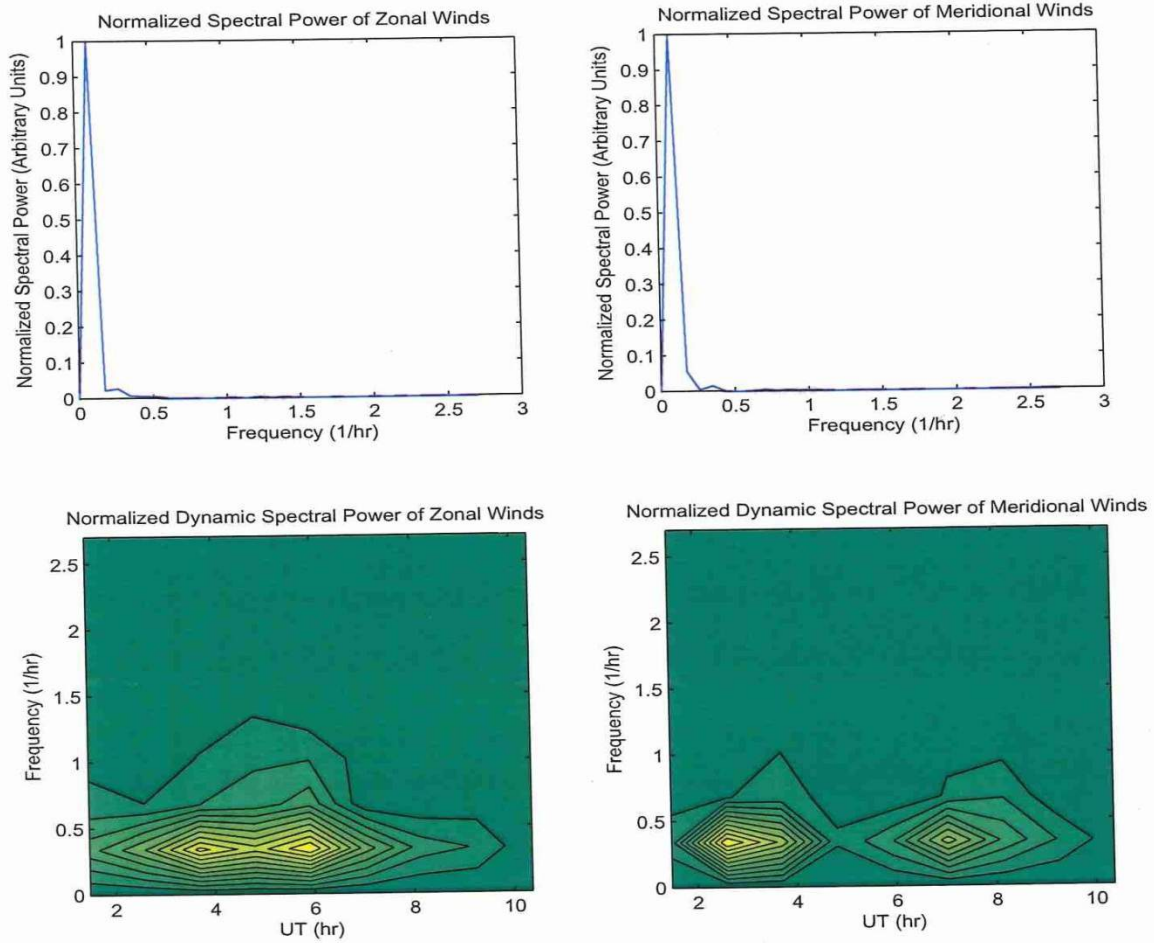 Normalized Spectral Power of Zonal Winds
Normalized Spectral Power (Arbitrary Units)
1
0.9
0.8
0.7
0.6
0.5
0.4
0.3
0.2
0.1
0
0 0.5 1 1.5 2 2.5 3
Frequency (1/hr)
Normalized Spectral Power of Meridional Winds
Normalized Spectral Power (Arbitrary Units)
1
0.9
0.8
0.7
0.6
0.5
0.4
0.3
0.2
0.1
0
0 0.5 1 1.5 2 2.5 3
Frequency (1/hr)
Normalized Dynamic Spectral Power of Zonal Winds
Frequency (1/hr)
2.5
2
1.5
1
0.5
0
2 4 6 8 10
UT (hr)
Normalized Dynamic Spectral Power of Meridional Winds
Frequency (1/hr)
2.5
2
1.5
1
0.5
0
2 4 6 8 10
UT (hr)